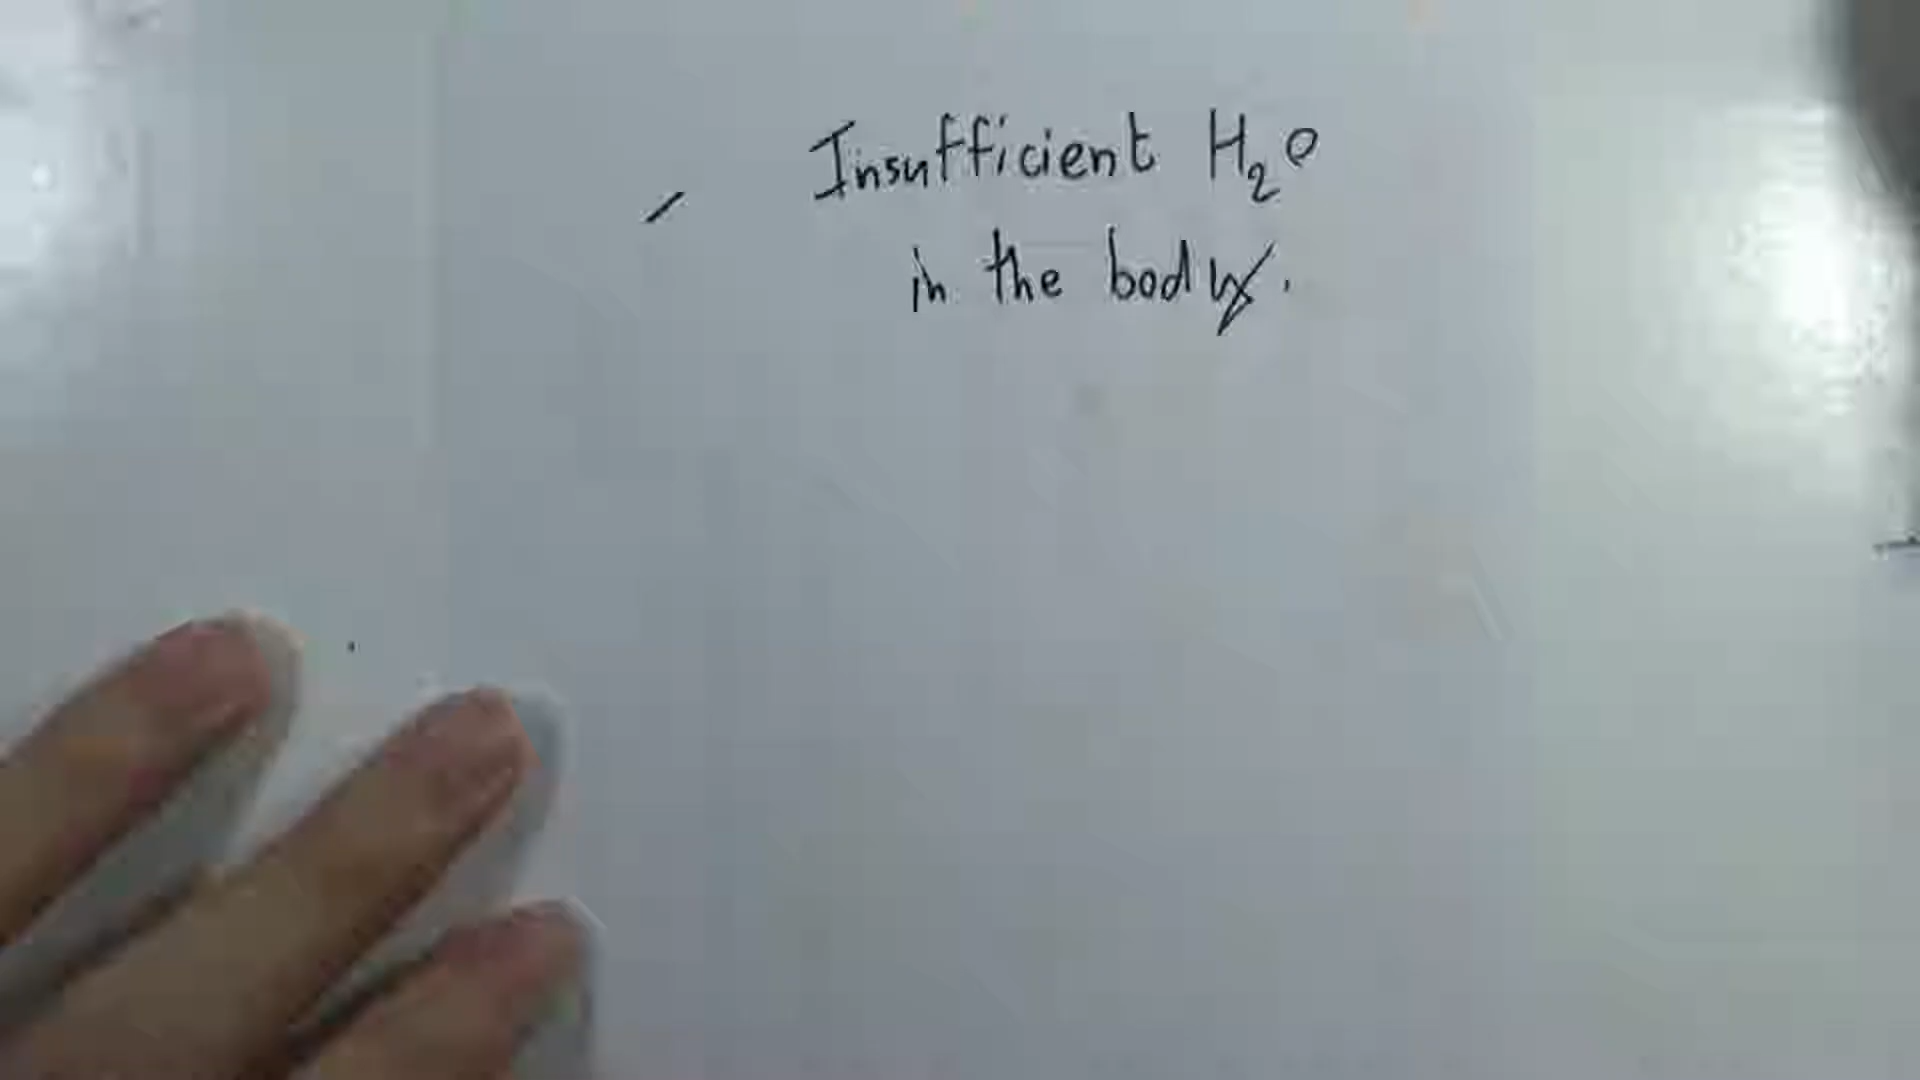 Insufficient H₂O
in the body.